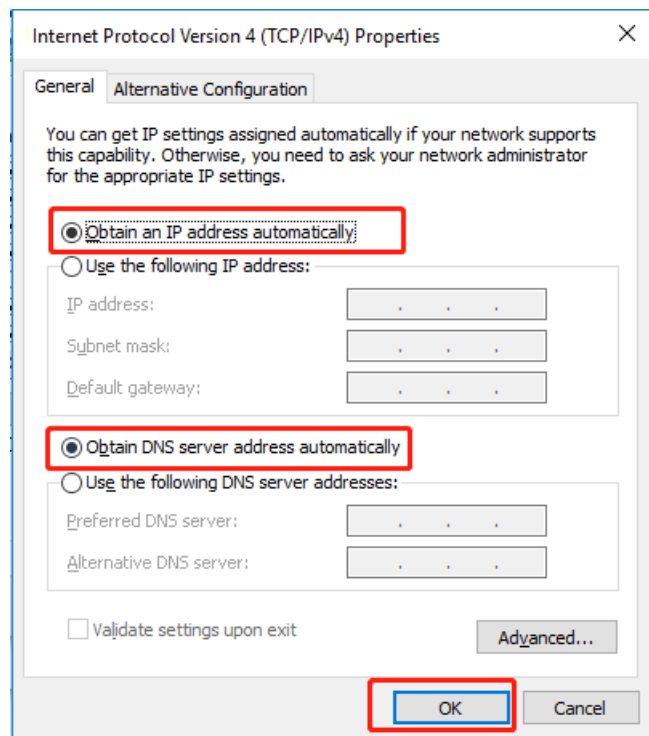 Internet Protocol Version 4 (TCP/IPv4) Properties
General
Alternative Configuration
You can get IP settings assigned automatically if your network supports
this capability. Otherwise, you need to ask your network administrator
for the appropriate IP settings.
Obtain an IP address automatically
Use the following IP address:
IP address:
Subnet mask:
Default gateway:
Obtain DNS server address automatically
Use the following DNS server addresses:
Preferred DNS server:
Alternative DNS server:
Validate settings upon exit
Advanced...
OK
Cancel